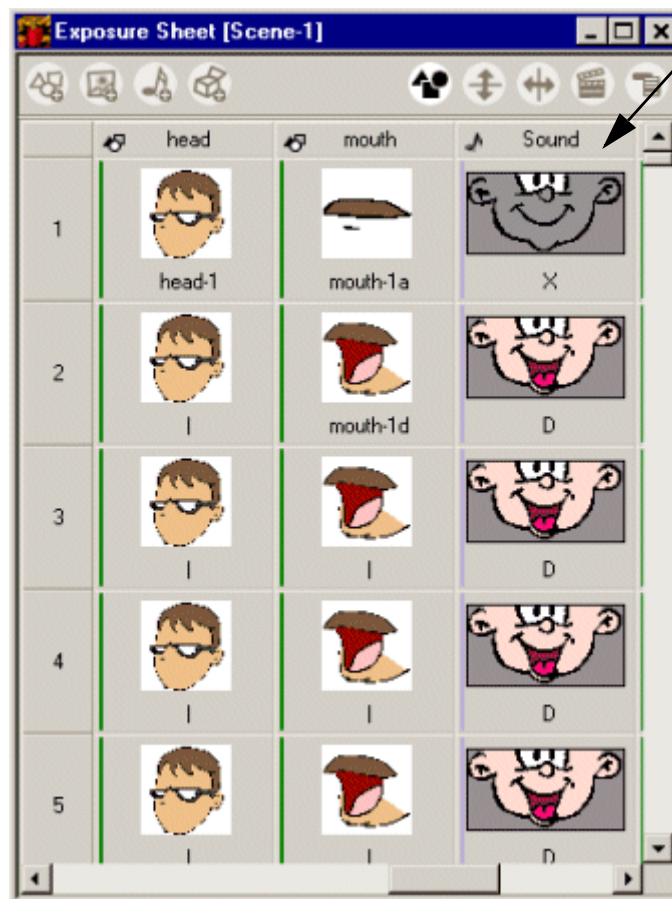 Exposure Sheet [Scene-1]
head mouth Sound
1
head-1 mouth-1a X
2
I mouth-1d D
3
I I D
4
I I D
5
I I D